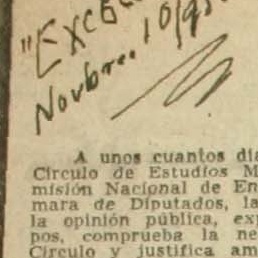 "EXCEL
Novbre. 10/95
A unos cuantos día
Círculo de Estudios M
misión Nacional de En
mara de Diputados, la
la opinión pública, exp
pos, comprueba la ne
Círculo y justifica am